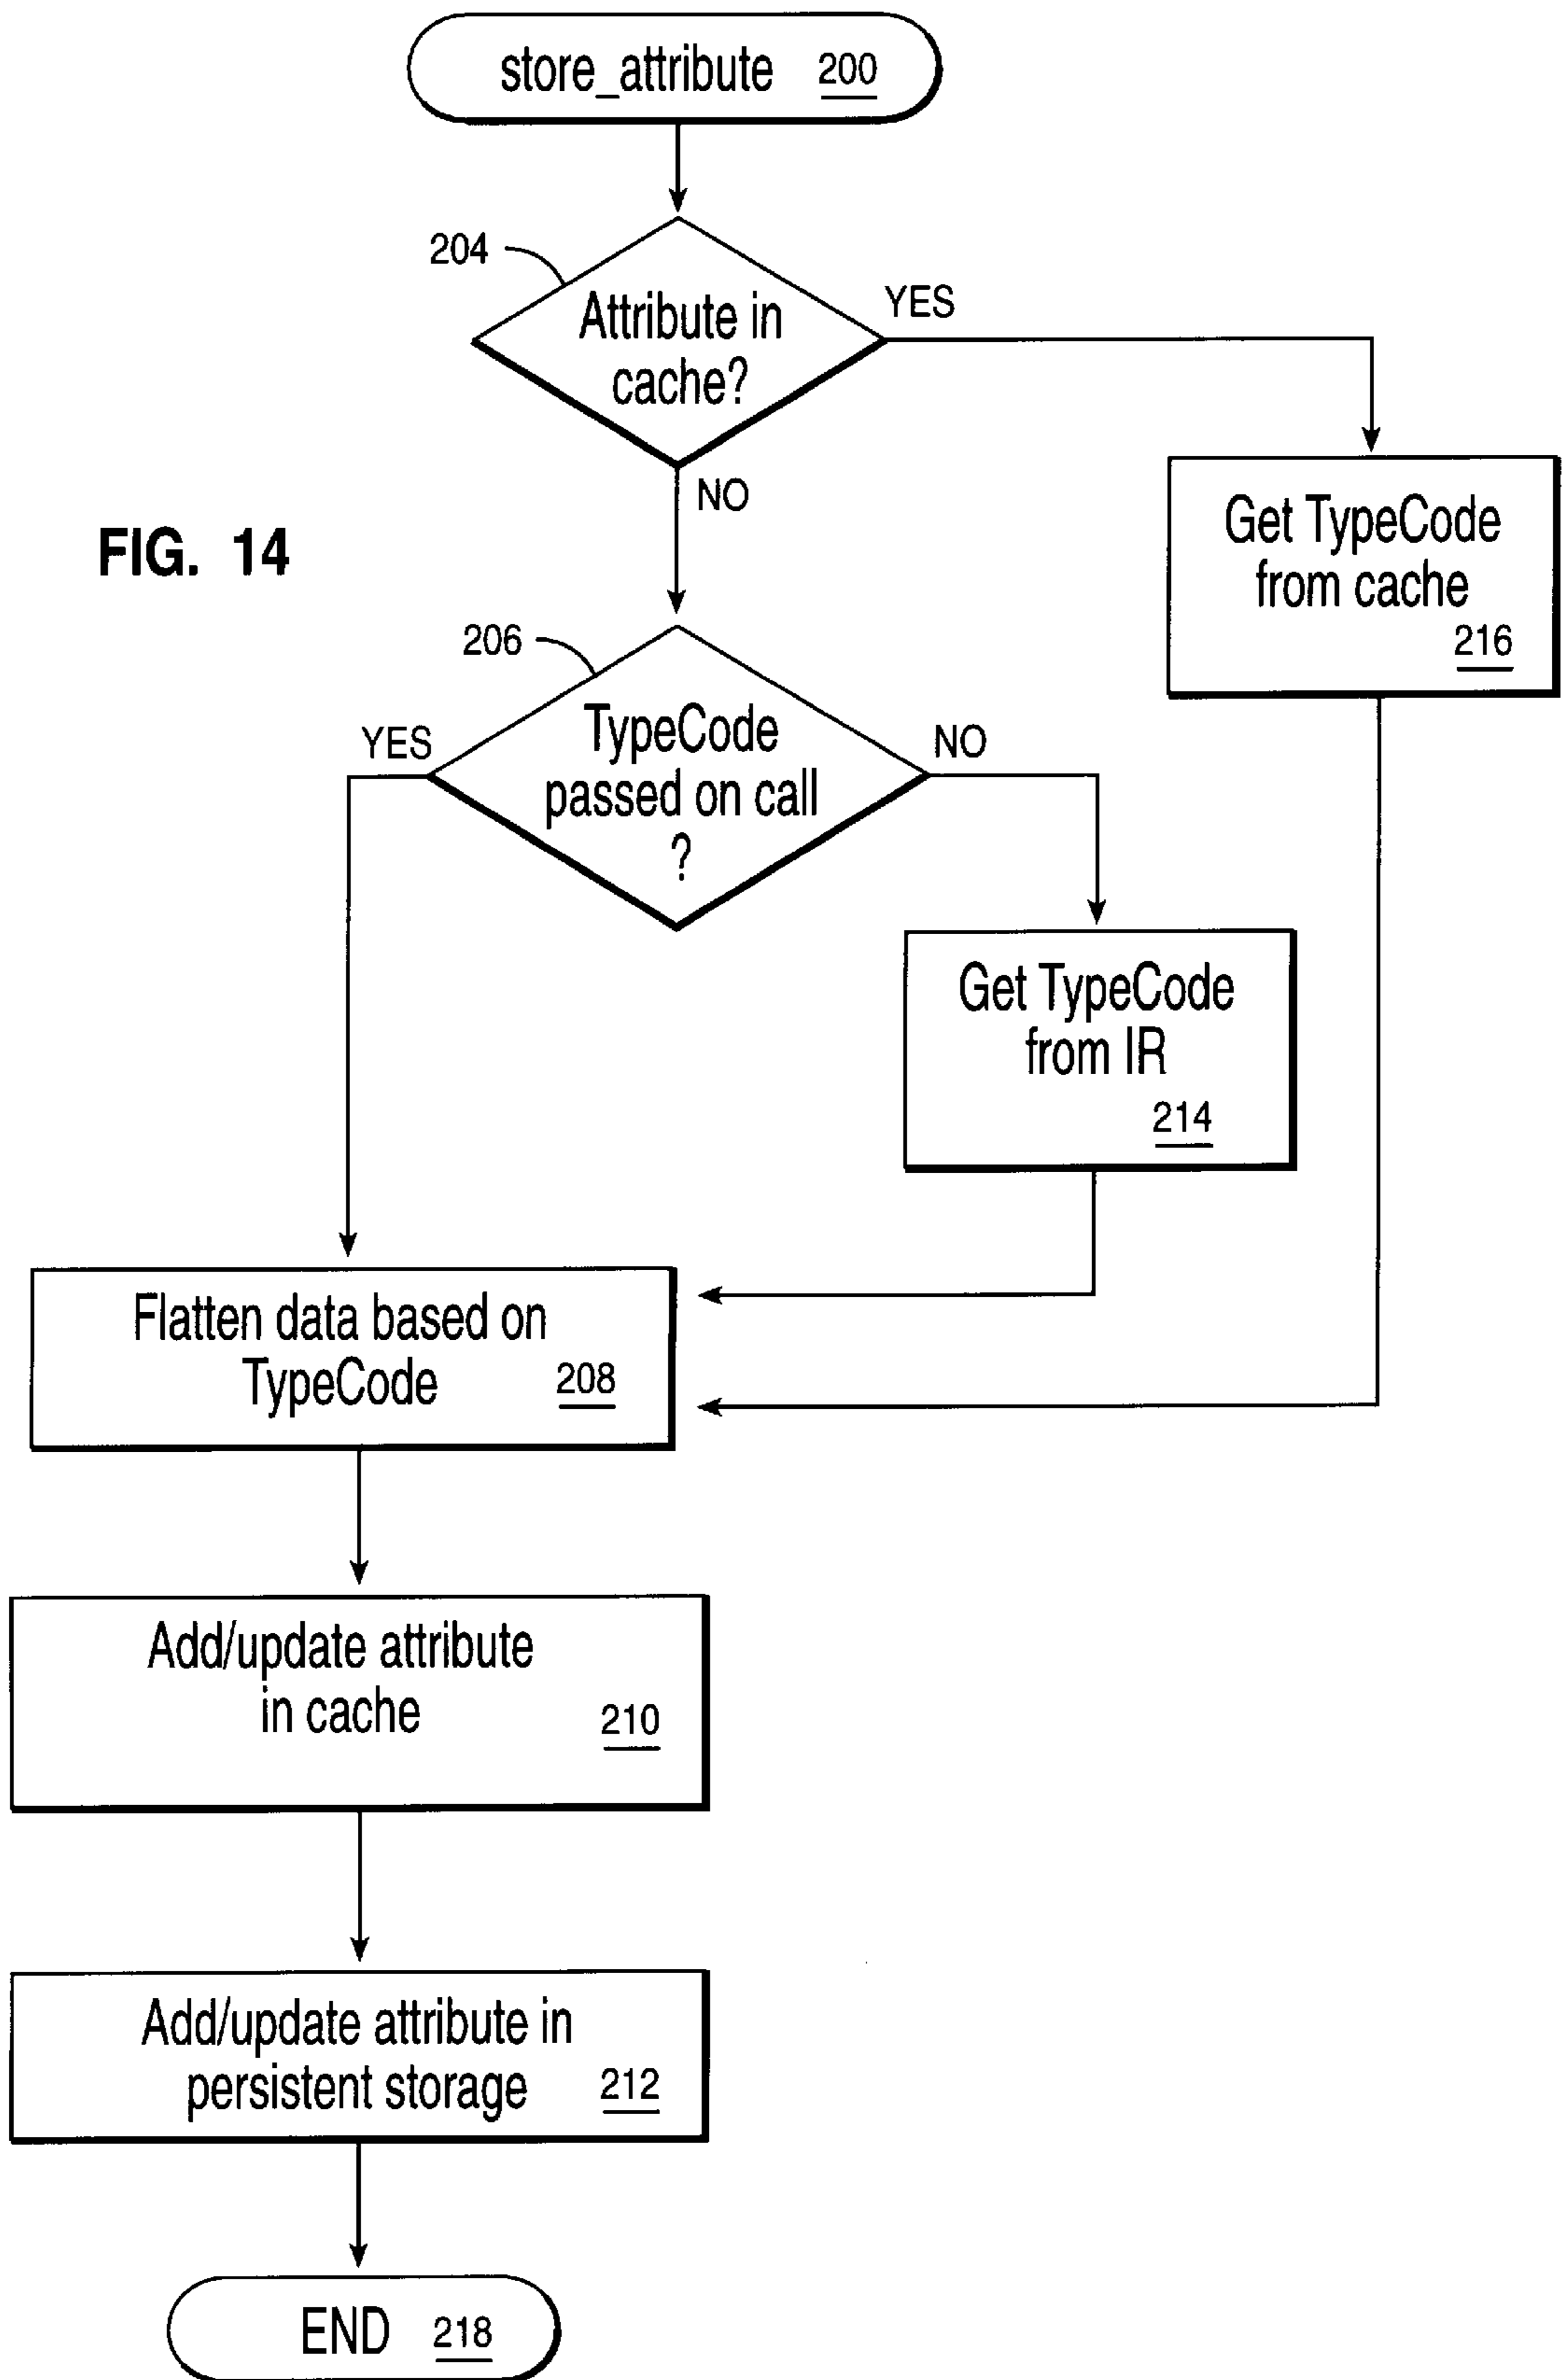 store_attribute 200
204
Attribute in
cache?
YES
NO
FIG. 14
Get TypeCode
from cache
216
206
TypeCode
passed on call
?
YES
NO
Get TypeCode
from IR
214
Flatten data based on
TypeCode 208
Add/update attribute
in cache 210
Add/update attribute in
persistent storage 212
END 218